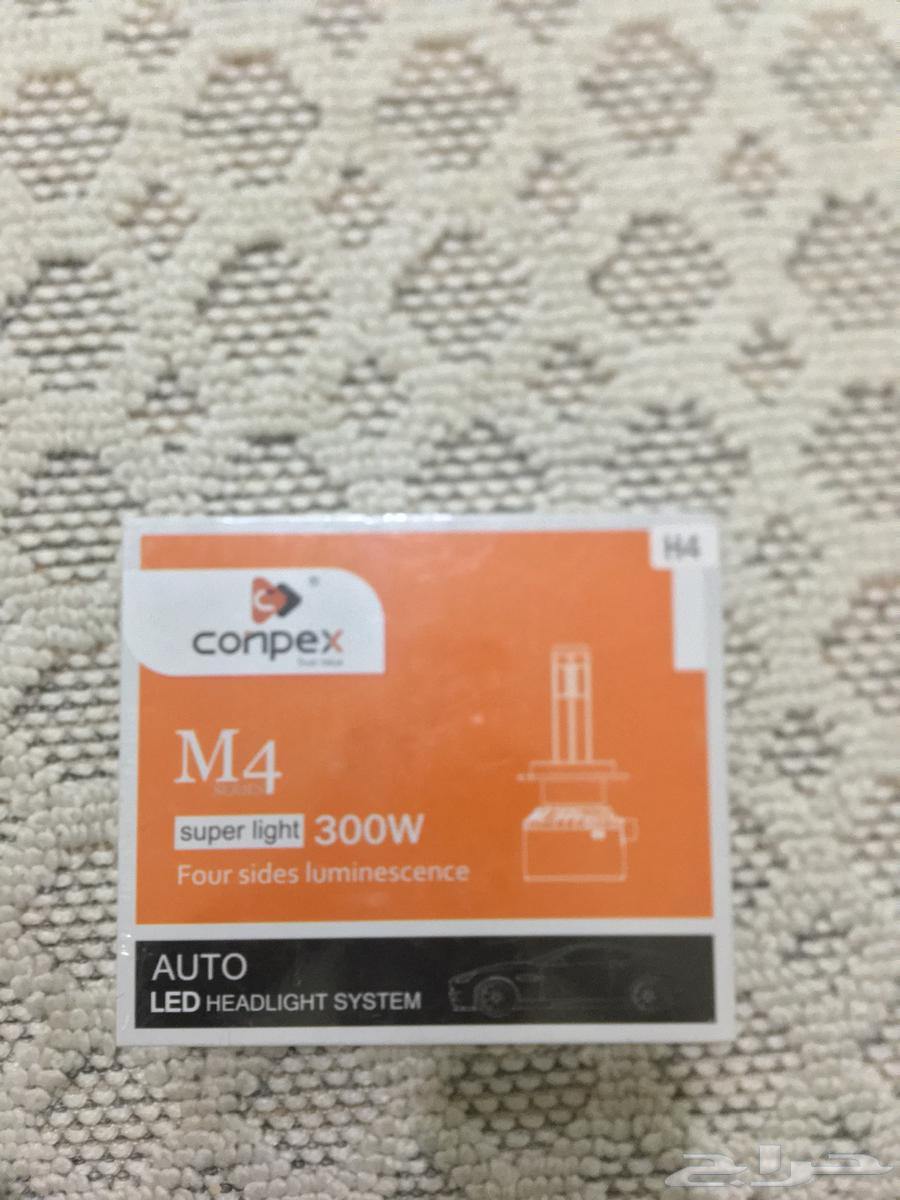 H4
conpex
M4
SERIES
super light 300W
Four sides luminescence
AUTO
LED HEADLIGHT SYSTEM
حراج